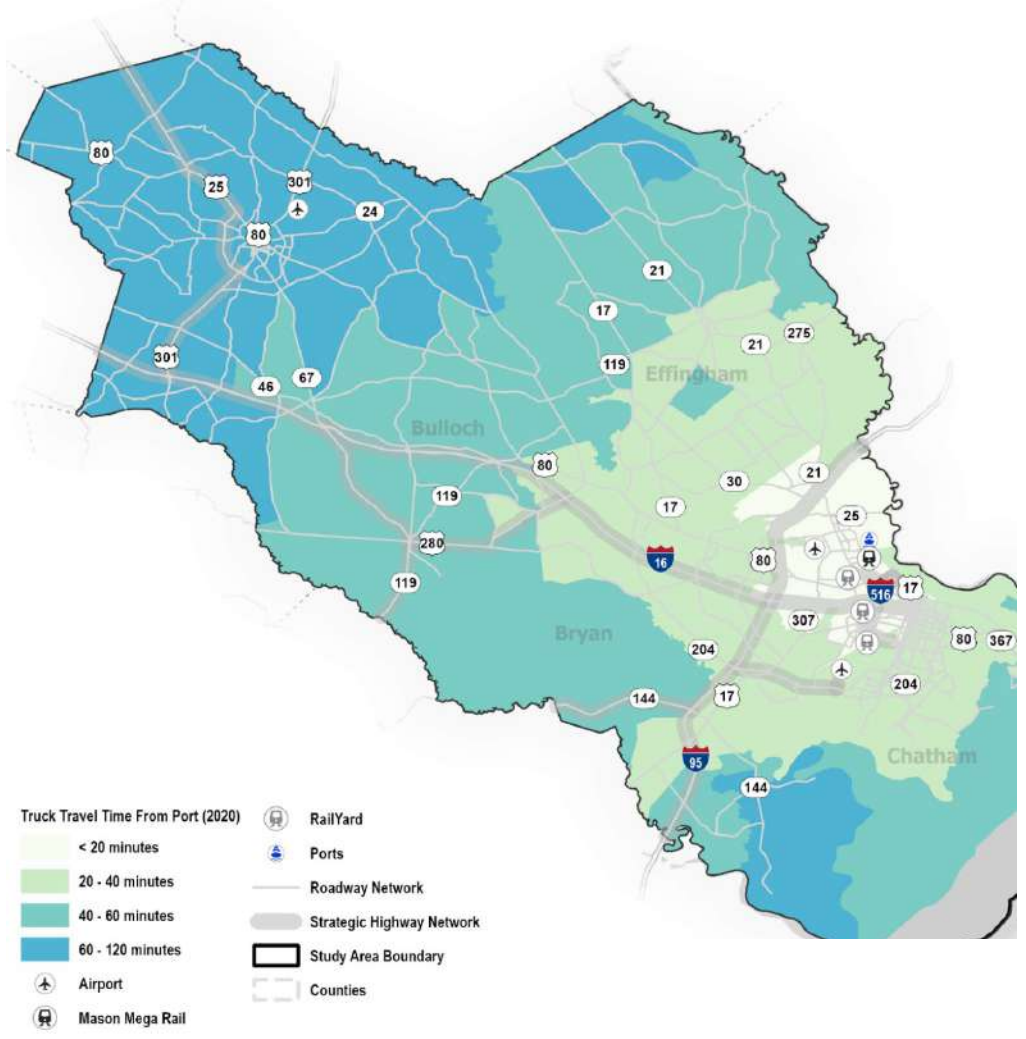 80
25
301
24
80
21
17
275
21
119
Effingham
301
46
67
Bulloch
80
119
21
30
17
25
280
16
80
516
17
119
307
Bryan
80
367
204
204
144
17
Chatham
95
144
Truck Travel Time From Port (2020)
< 20 minutes
20 - 40 minutes
40 - 60 minutes
60 - 120 minutes
Airport
Mason Mega Rail
RailYard
Ports
Roadway Network
Strategic Highway Network
Study Area Boundary
Counties